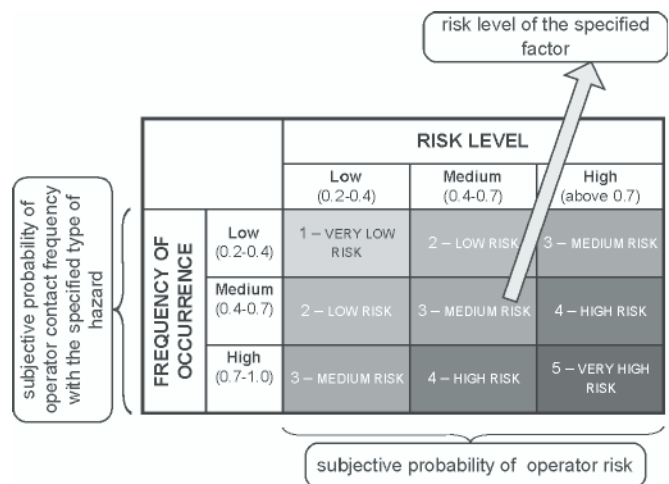 risk level of the specified
factor
RISK LEVEL
Low
(0.2-0.4)
Medium
(0.4-0.7)
High
(above 0.7)
subjective probability of
operator contact frequency
with the specified type of
hazard
FREQUENCY OF
OCCURRENCE
Low
(0.2-0.4)
1 – VERY LOW
RISK
2 – LOW RISK
3 – MEDIUM RISK
Medium
(0.4-0.7)
2 – LOW RISK
3 – MEDIUM RISK
4 – HIGH RISK
High
(0.7-1.0)
3 – MEDIUM RISK
4 – HIGH RISK
5 – VERY HIGH
RISK
subjective probability of operator risk